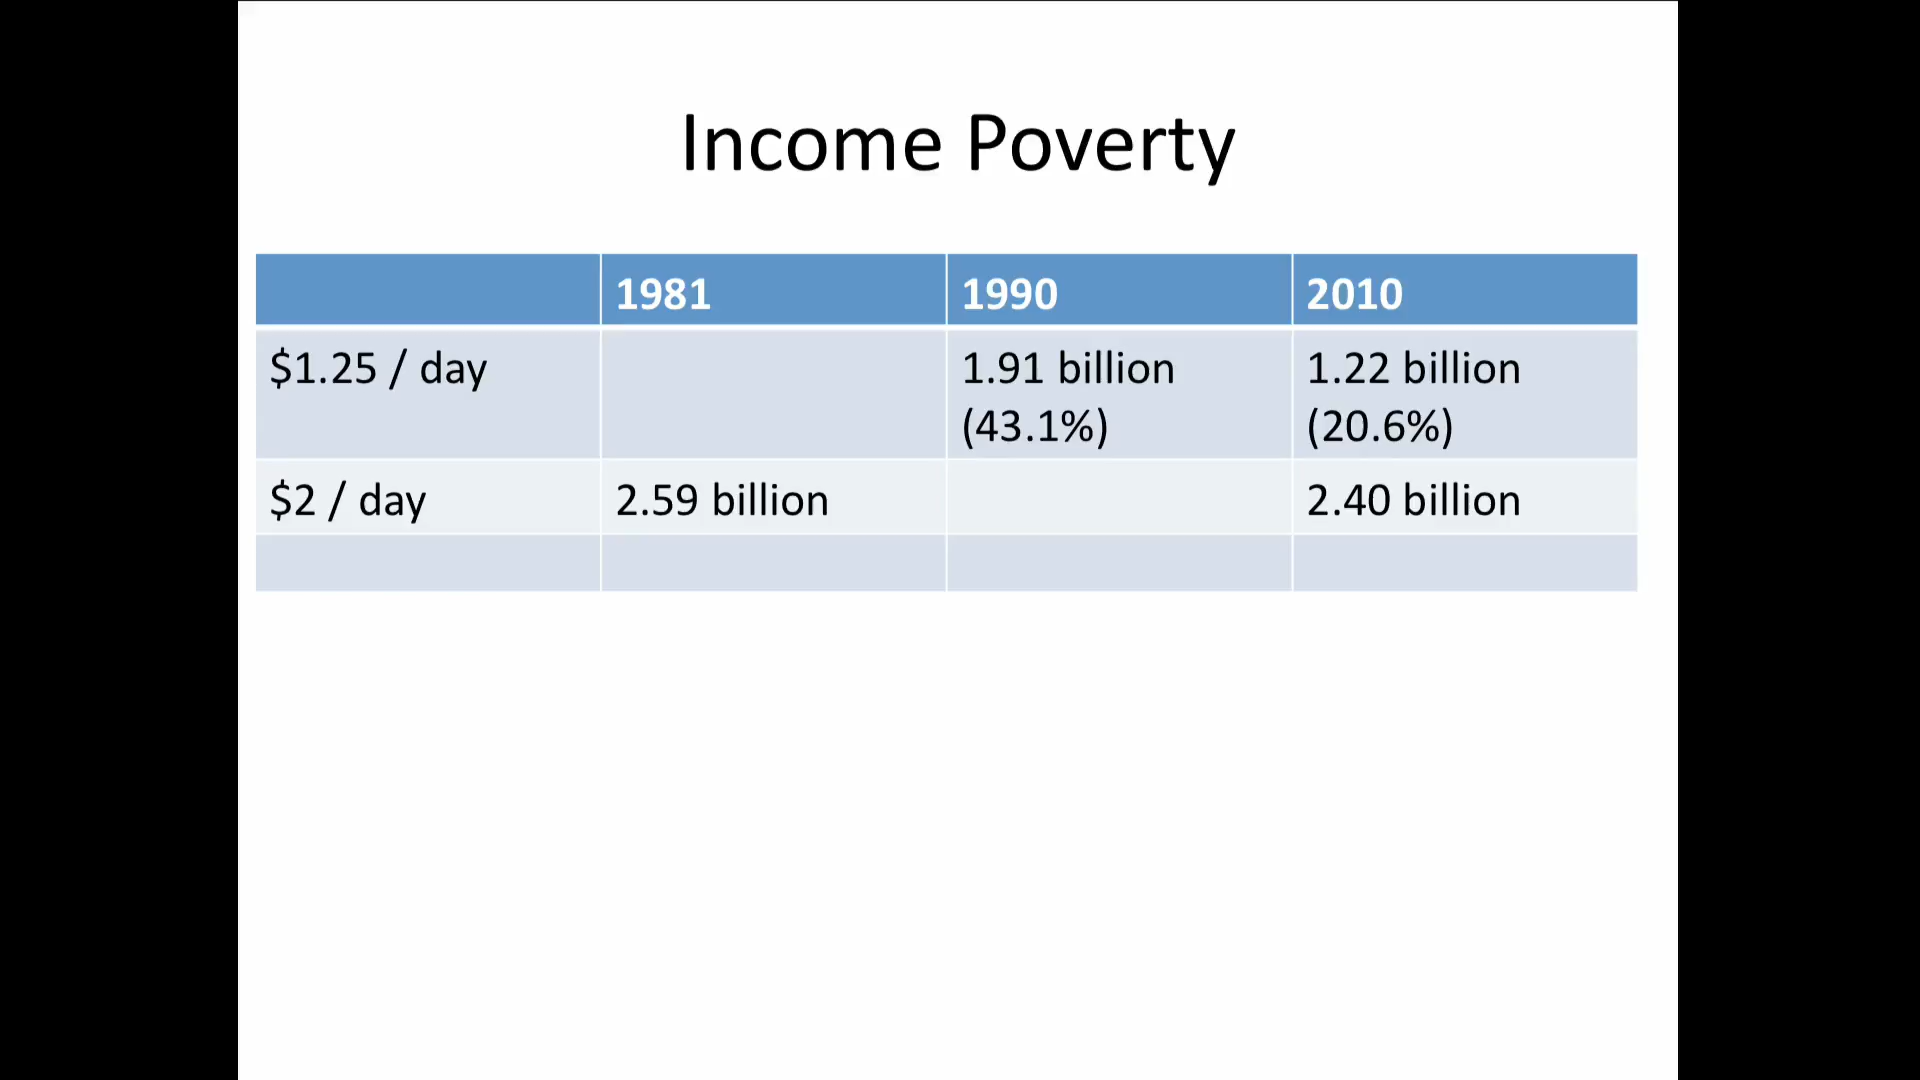 Income Poverty
1981 1990 2010
$1.25 / day 1.91 billion 1.22 billion
(43.1%) (20.6%)
$2 / day 2.59 billion 2.40 billion